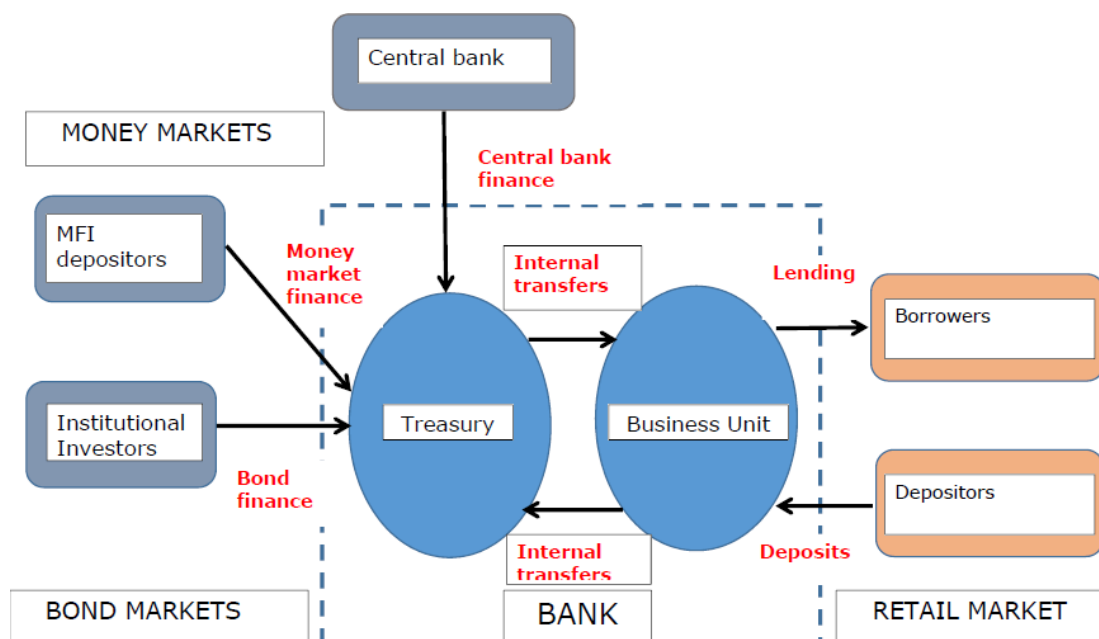 Central bank
MONEY MARKETS
Central bank
finance
MFI
depositors
Money
market
finance
Internal
transfers
Lending
Borrowers
Institutional
Investors
Treasury
Business Unit
Bond
finance
Depositors
Internal
transfers
Deposits
BOND MARKETS
BANK
RETAIL MARKET